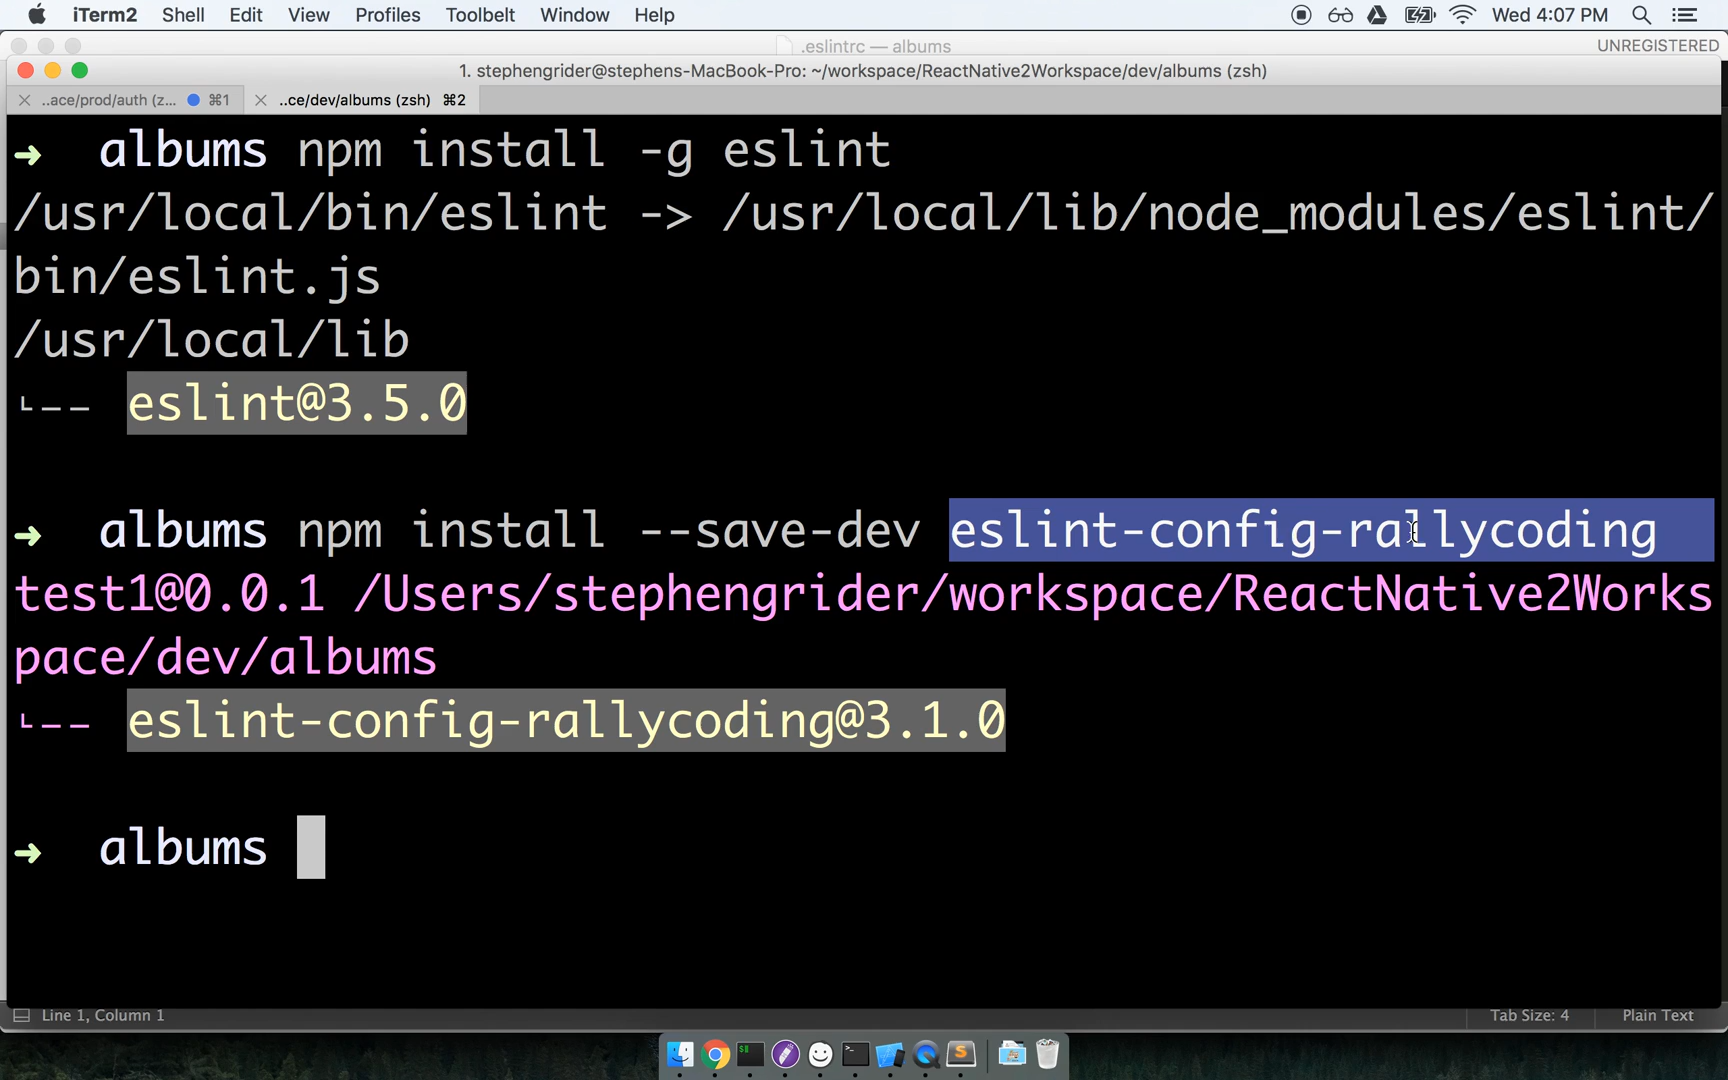 iTerm2 Shell Edit View Profiles Toolbelt Window Help Wed 4:07 PM
.eslintrc — albums UNREGISTERED
1. stephengrider@stephens-MacBook-Pro: ~/workspace/ReactNative2Workspace/dev/albums (zsh)
..ace/prod/auth (z... ⌘1 ..ce/dev/albums (zsh) ⌘2
➜ albums npm install -g eslint
/usr/local/bin/eslint -> /usr/local/lib/node_modules/eslint/
bin/eslint.js
/usr/local/lib
└── eslint@3.5.0
➜ albums npm install --save-dev eslint-config-rallycoding
test1@0.0.1 /Users/stephengrider/workspace/ReactNative2Works
pace/dev/albums
└── eslint-config-rallycoding@3.1.0
➜ albums
Line 1, Column 1 Tab Size: 4 Plain Text